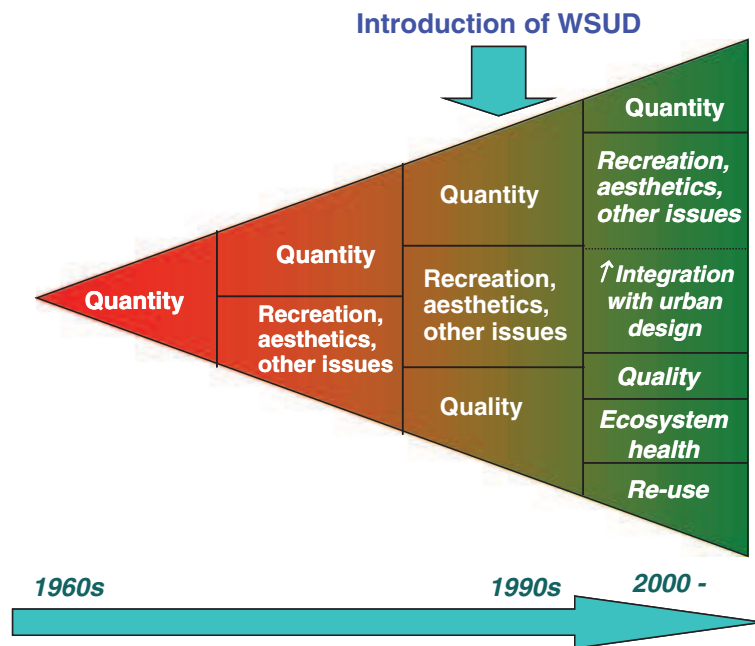 Introduction of WSUD
Quantity
Quantity
Recreation,
aesthetics,
other issues
Quantity
Recreation,
aesthetics,
other issues
Quality
Quantity
Recreation,
aesthetics,
other issues
↑ Integration
with urban
design
Quality
Ecosystem
health
Re-use
1960s
1990s
2000 -